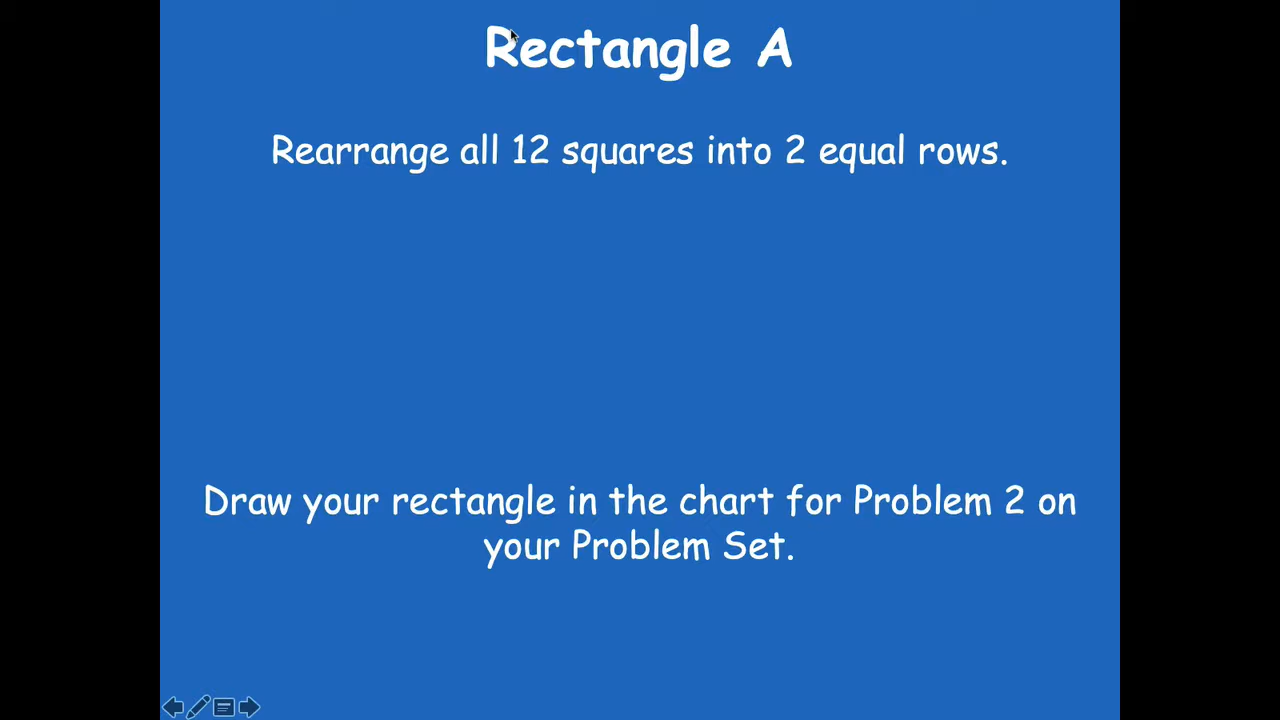 Rectangle A
Rearrange all 12 squares into 2 equal rows.
Draw your rectangle in the chart for Problem 2 on
your Problem Set.